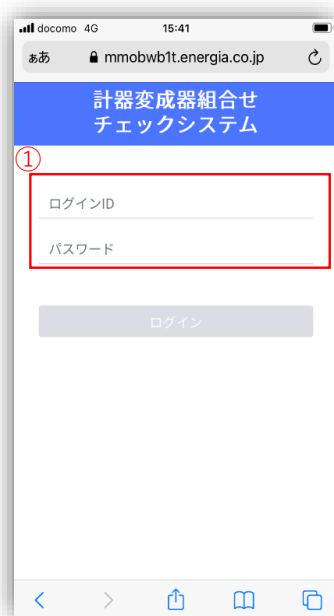 docomo 4G 15:41
ぁあ mmobwb1t.energia.co.jp
計器変成器組合せ
チェックシステム
①
ログインID
パスワード
ログイン